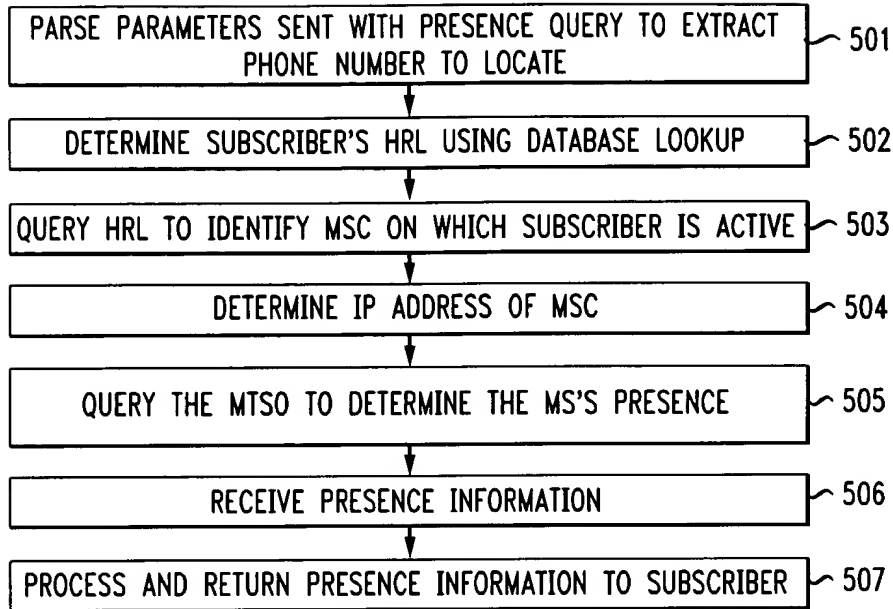 PARSE PARAMETERS SENT WITH PRESENCE QUERY TO EXTRACT
PHONE NUMBER TO LOCATE
501
DETERMINE SUBSCRIBER'S HRL USING DATABASE LOOKUP
502
QUERY HRL TO IDENTIFY MSC ON WHICH SUBSCRIBER IS ACTIVE
503
DETERMINE IP ADDRESS OF MSC
504
QUERY THE MTSO TO DETERMINE THE MS'S PRESENCE
505
RECEIVE PRESENCE INFORMATION
506
PROCESS AND RETURN PRESENCE INFORMATION TO SUBSCRIBER
507